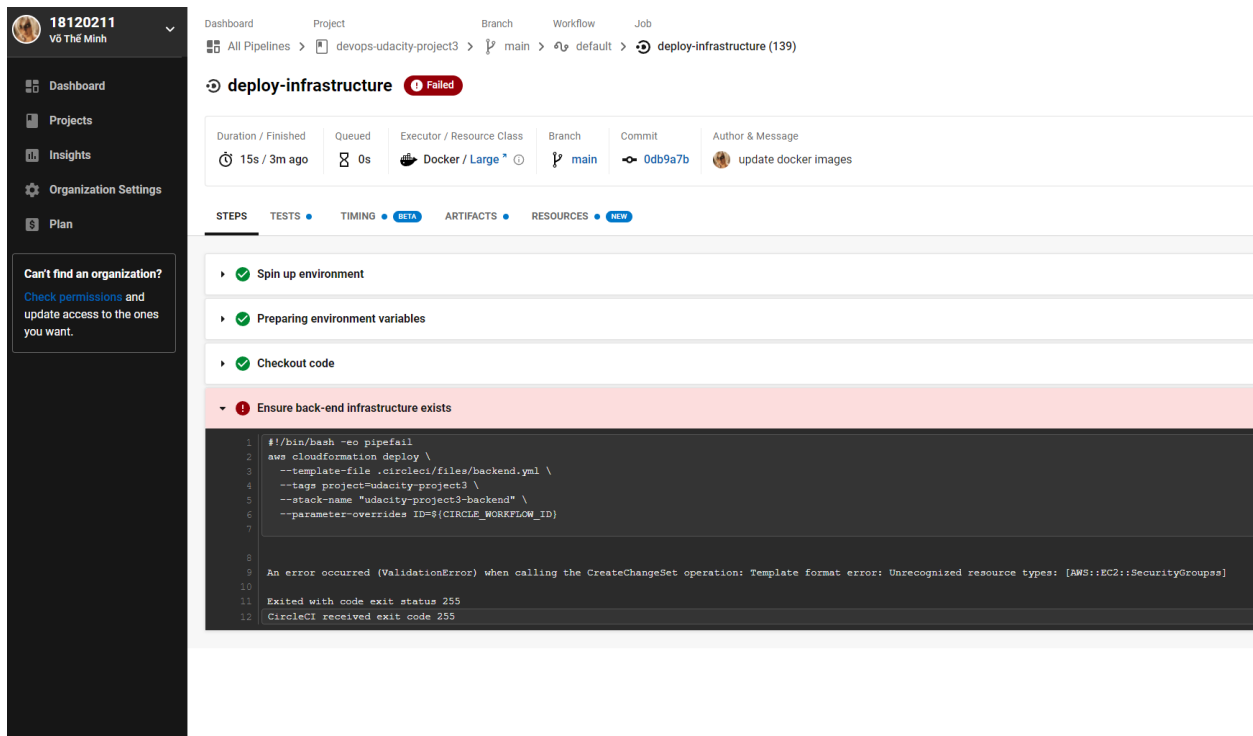 18120211
Võ Thế Minh
Dashboard
Projects
Insights
Organization Settings
Plan
Can't find an organization?
Check permissions and
update access to the ones
you want.
Dashboard Project Branch Workflow Job
All Pipelines > devops-udacity-project3 > main > default > deploy-infrastructure (139)
deploy-infrastructure Failed
Duration / Finished Queued Executor / Resource Class Branch Commit Author & Message
15s / 3m ago 0s Docker / Large main 0db9a7b update docker images
STEPS TESTS TIMING BETA ARTIFACTS RESOURCES NEW
Spin up environment
Preparing environment variables
Checkout code
Ensure back-end infrastructure exists
1 #!/bin/bash -eo pipefail
2 aws cloudformation deploy \
3 --template-file .circleci/files/backend.yml \
4 --tags project=udacity-project3 \
5 --stack-name "udacity-project3-backend" \
6 --parameter-overrides ID=${CIRCLE_WORKFLOW_ID}
7
8
9 An error occurred (ValidationError) when calling the CreateChangeSet operation: Template format error: Unrecognized resource types: [AWS::EC2::SecurityGroupss]
10
11 Exited with code exit status 255
12 CircleCI received exit code 255